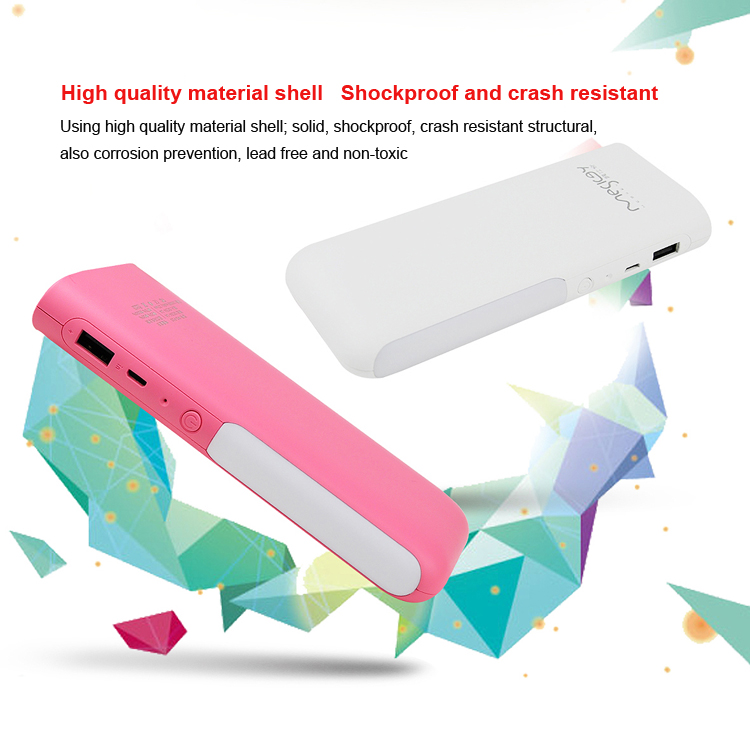 High quality material shell   Shockproof and crash resistant
Using high quality material shell; solid, shockproof, crash resistant structural,
also corrosion prevention, lead free and non-toxic